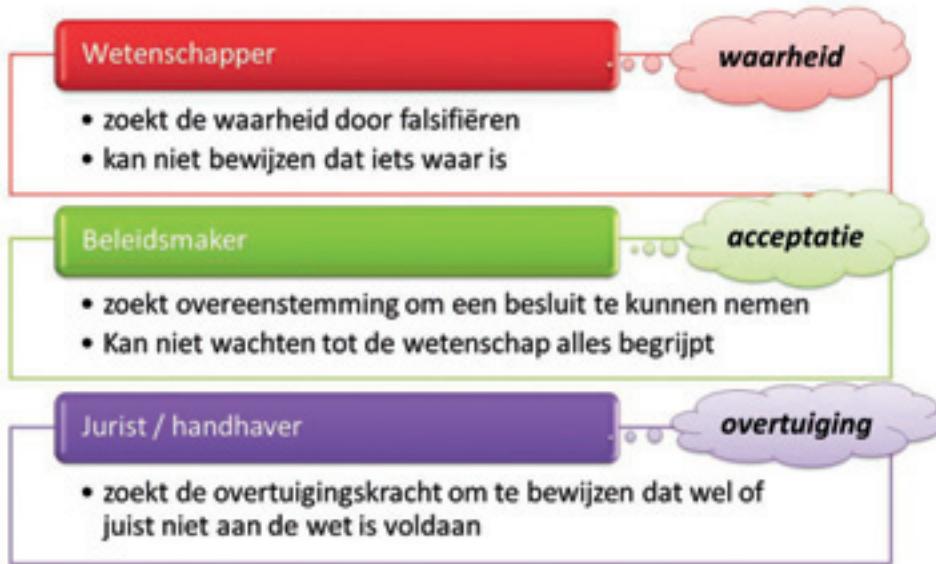 Wetenschapper
waarheid
• zoekt de waarheid door falsifiëren
• kan niet bewijzen dat iets waar is
Beleidsmaker
acceptatie
• zoekt overeenstemming om een besluit te kunnen nemen
• Kan niet wachten tot de wetenschap alles begrijpt
Jurist / handhaver
overtuiging
• zoekt de overtuigingskracht om te bewijzen dat wel of
juist niet aan de wet is voldaan